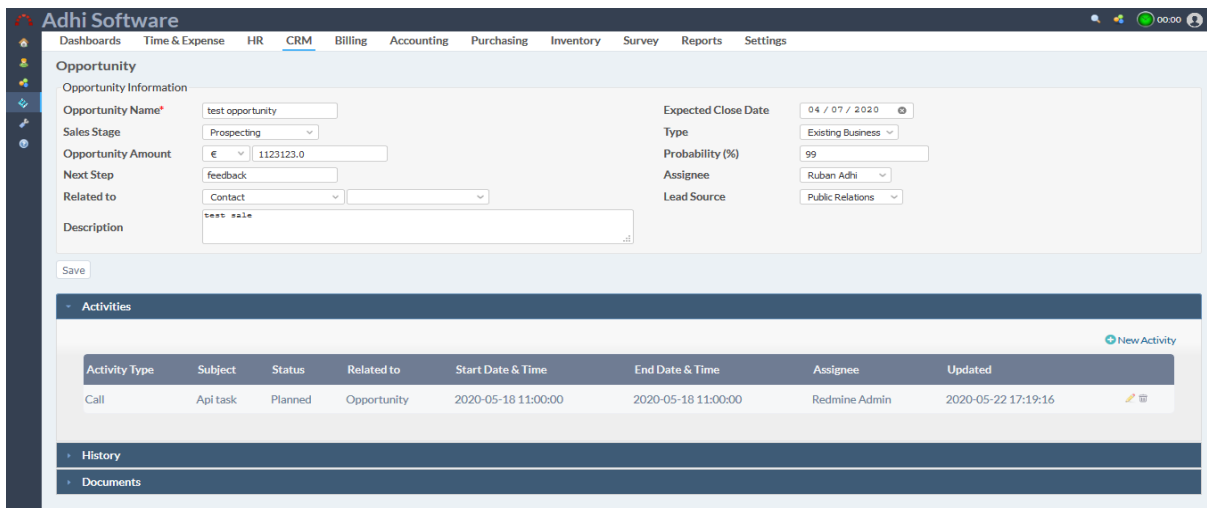 Adhi Software
00:00
Dashboards Time & Expense HR CRM Billing Accounting Purchasing Inventory Survey Reports Settings
Opportunity
Opportunity Information
Opportunity Name* test opportunity Expected Close Date 04 / 07 / 2020
Sales Stage Prospecting Type Existing Business
Opportunity Amount € 1123123.0 Probability (%) 99
Next Step feedback Assignee Ruban Adhi
Related to Contact Lead Source Public Relations
Description test sale
Save
Activities
New Activity
Activity Type Subject Status Related to Start Date & Time End Date & Time Assignee Updated
Call Api task Planned Opportunity 2020-05-18 11:00:00 2020-05-18 11:00:00 Redmine Admin 2020-05-22 17:19:16
History
Documents